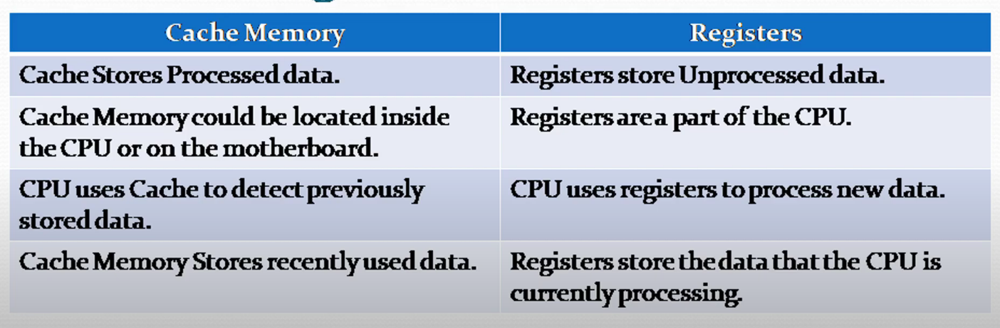 Cache Memory
Registers
Cache Stores Processed data.
Registers store Unprocessed data.
Cache Memory could be located inside
the CPU or on the motherboard.
Registers are a part of the CPU.
CPU uses Cache to detect previously
stored data.
CPU uses registers to process new data.
Cache Memory Stores recently used data.
Registers store the data that the CPU is
currently processing.